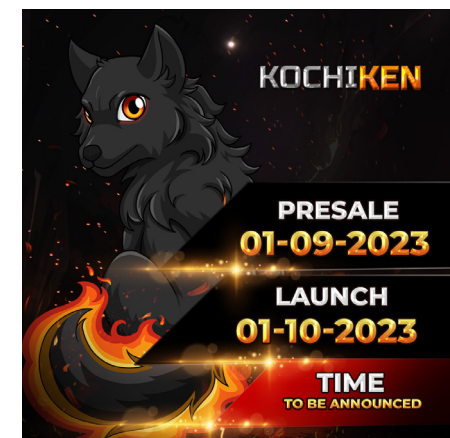 KOCHIKEN
PRESALE
01-09-2023
LAUNCH
01-10-2023
TIME
TO BE ANNOUNCED